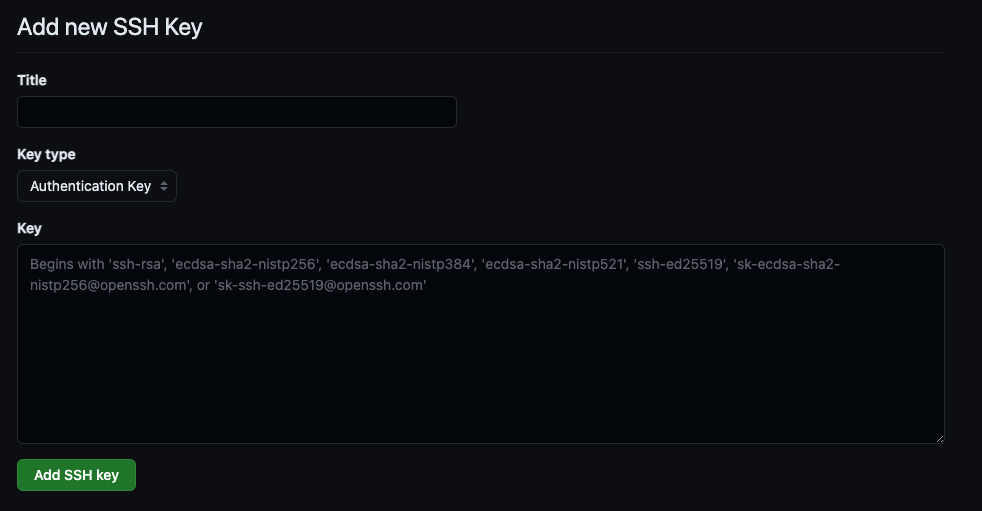 Add new SSH Key
Title
Key type
Authentication Key
Key
Begins with 'ssh-rsa', 'ecdsa-sha2-nistp256', 'ecdsa-sha2-nistp384', 'ecdsa-sha2-nistp521', 'ssh-ed25519', 'sk-ecdsa-sha2-
nistp256@openssh.com', or 'sk-ssh-ed25519@openssh.com'
Add SSH key